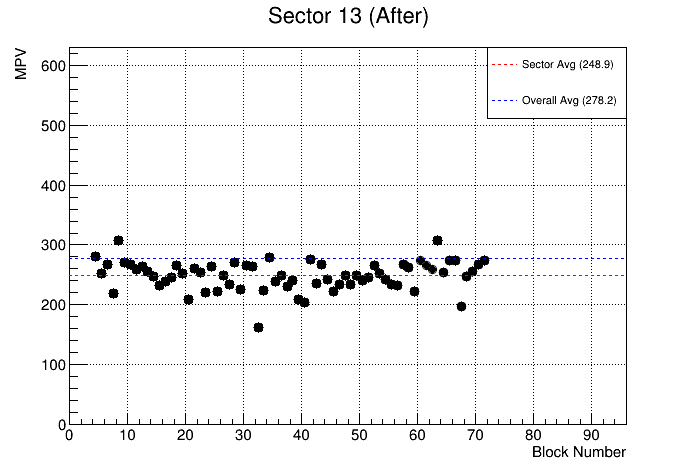 Sector 13 (After)
MPV
600
500
400
300
200
100
0
Sector Avg (248.9)
Overall Avg (278.2)
0 10 20 30 40 50 60 70 80 90
Block Number